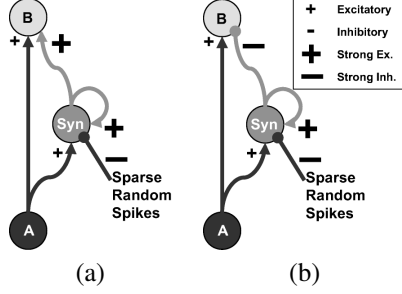 B
+
+
Syn
+
+
−
Sparse
Random
Spikes
A
(a)
B
+
−
Syn
+
+
−
Sparse
Random
Spikes
A
(b)
+ Excitatory
- Inhibitory
+ Strong Ex.
− Strong Inh.